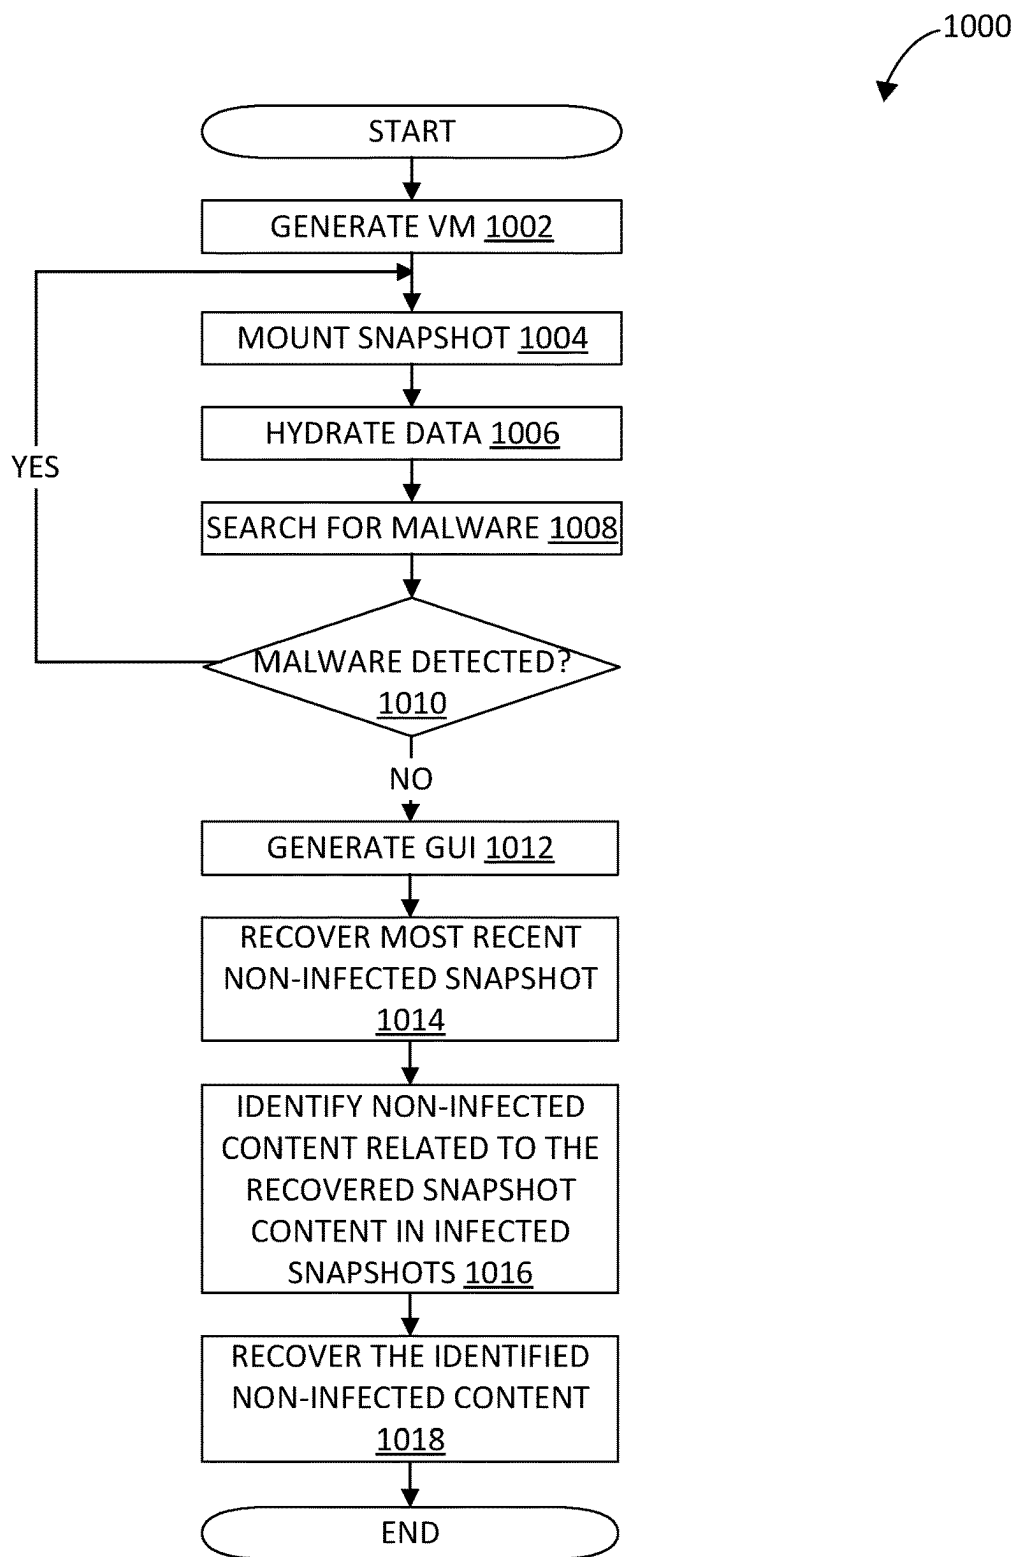 1000
START
GENERATE VM 1002
MOUNT SNAPSHOT 1004
HYDRATE DATA 1006
YES
SEARCH FOR MALWARE 1008
MALWARE DETECTED?
1010
NO
GENERATE GUI 1012
RECOVER MOST RECENT
NON-INFECTED SNAPSHOT
1014
IDENTIFY NON-INFECTED
CONTENT RELATED TO THE
RECOVERED SNAPSHOT
CONTENT IN INFECTED
SNAPSHOTS 1016
RECOVER THE IDENTIFIED
NON-INFECTED CONTENT
1018
END